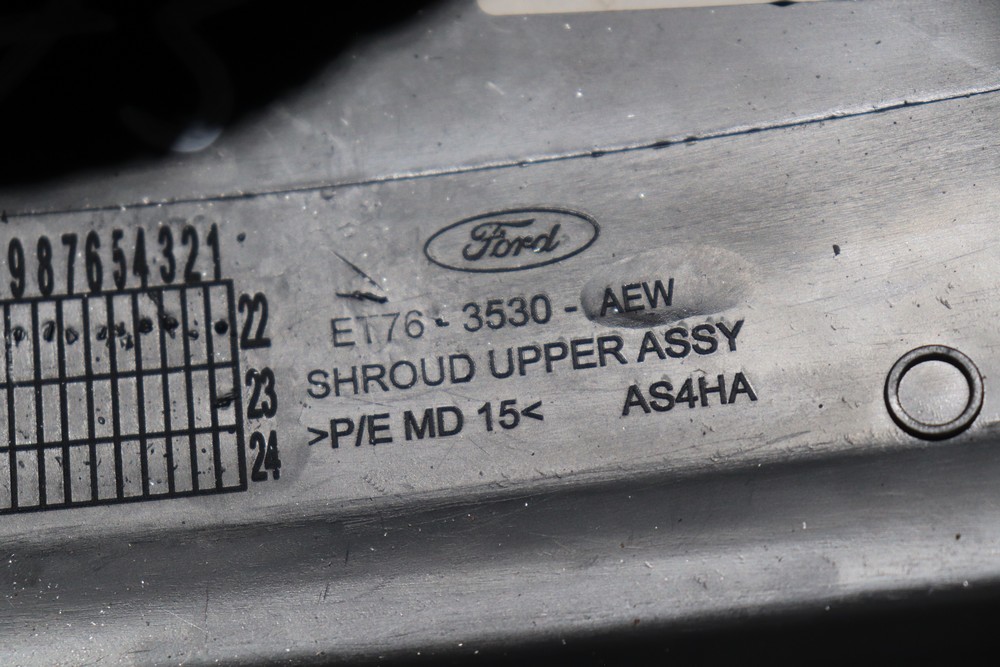 Ford
987654321
22
ET76 - 3530 - AEW
SHROUD UPPER ASSY
23
>P/E MD 15< AS4HA
24